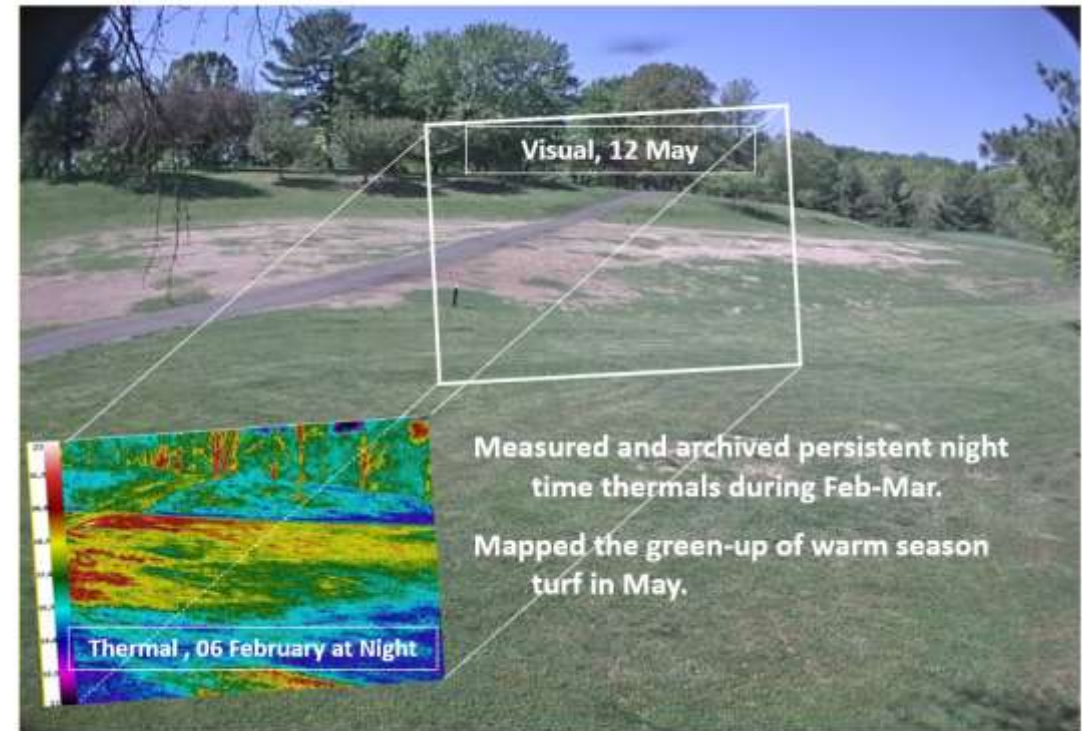 Visual, 12 May
Measured and archived persistent night
time thermals during Feb-Mar.
Mapped the green-up of warm season
turf in May.
Thermal , 06 February at Night